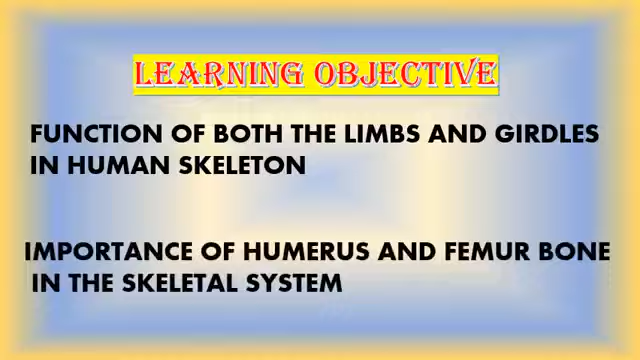 LEARNING OBJECTIVE
FUNCTION OF BOTH THE LIMBS AND GIRDLES
IN HUMAN SKELETON
IMPORTANCE OF HUMERUS AND FEMUR BONE
IN THE SKELETAL SYSTEM